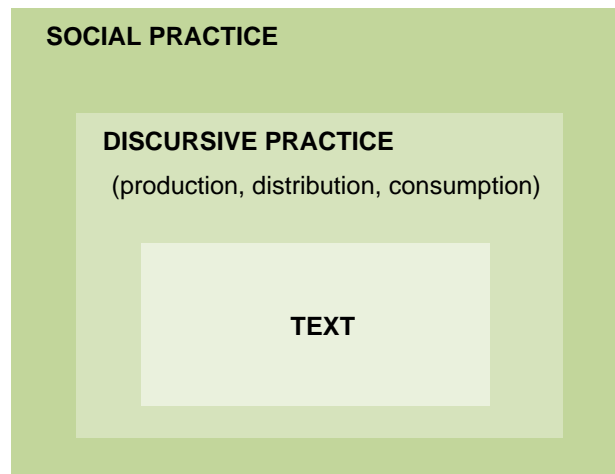 SOCIAL PRACTICE
DISCURSIVE PRACTICE
(production, distribution, consumption)
TEXT